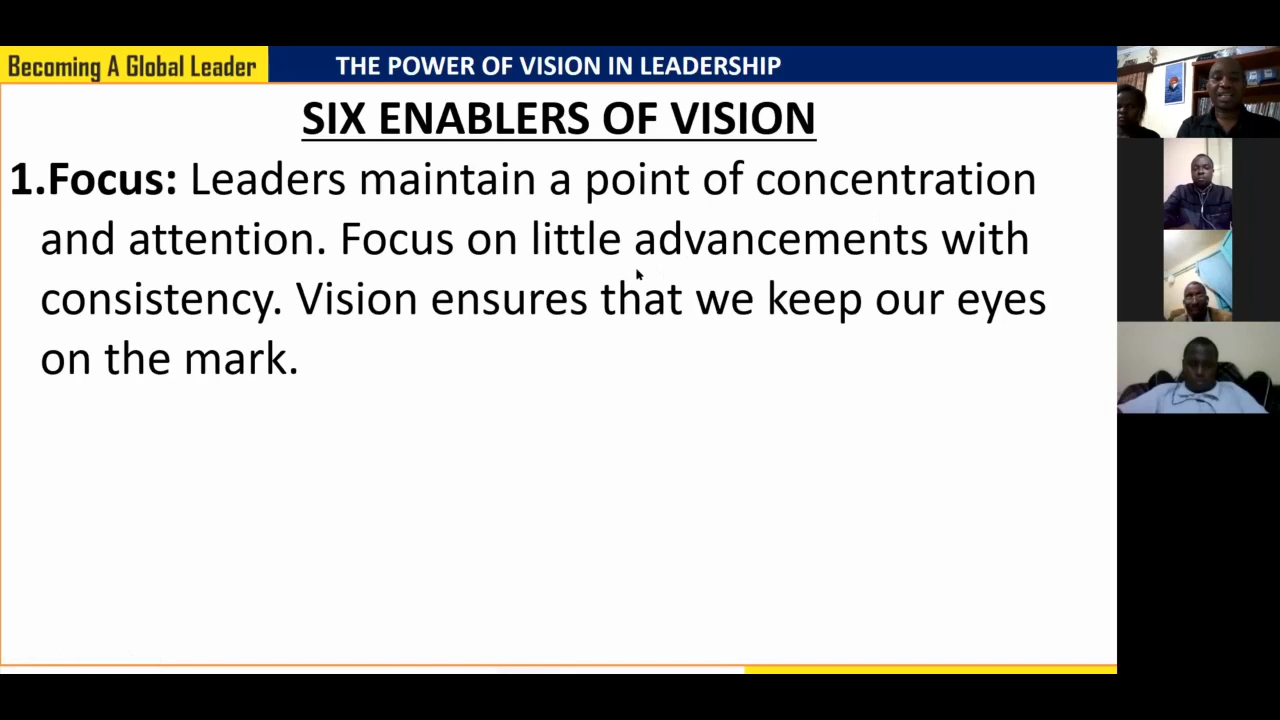 Becoming A Global Leader
THE POWER OF VISION IN LEADERSHIP
SIX ENABLERS OF VISION
1.Focus: Leaders maintain a point of concentration
and attention. Focus on little advancements with
consistency. Vision ensures that we keep our eyes
on the mark.